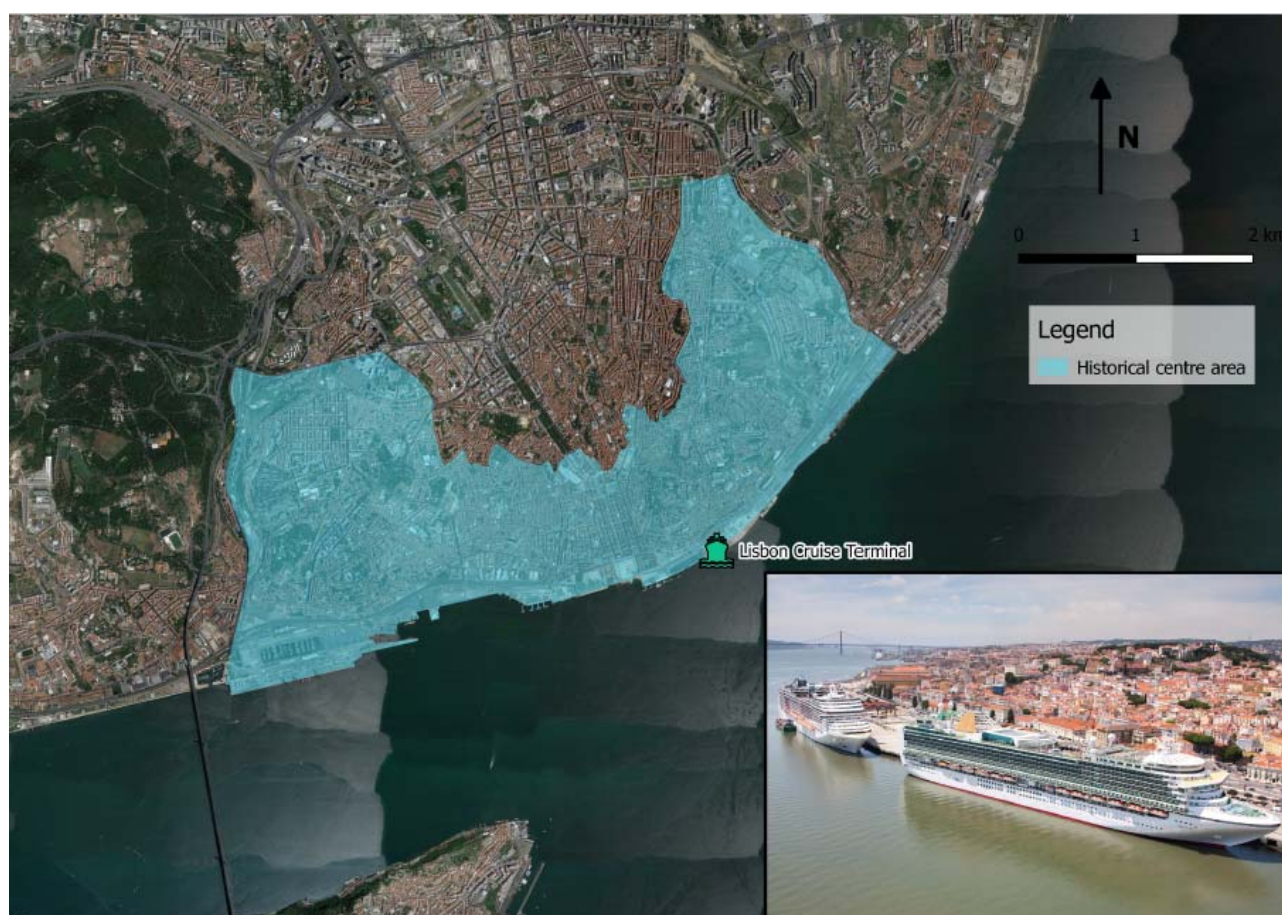 N
0 1 2 km
Legend
Historical centre area
Lisbon Cruise Terminal